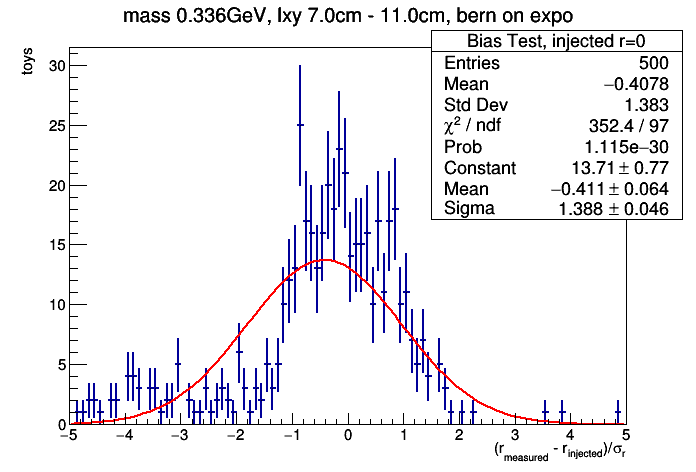 mass 0.336GeV, lxy 7.0cm - 11.0cm, bern on expo
Bias Test, injected r=0
Entries 500
Mean −0.4078
Std Dev 1.383
χ² / ndf 352.4 / 97
Prob 1.115e−30
Constant 13.71 ± 0.77
Mean −0.411 ± 0.064
Sigma 1.388 ± 0.046
toys
30
25
20
15
10
5
0
−5 −4 −3 −2 −1 0 1 2 3 4 5
(r_measured - r_injected)/σ_r